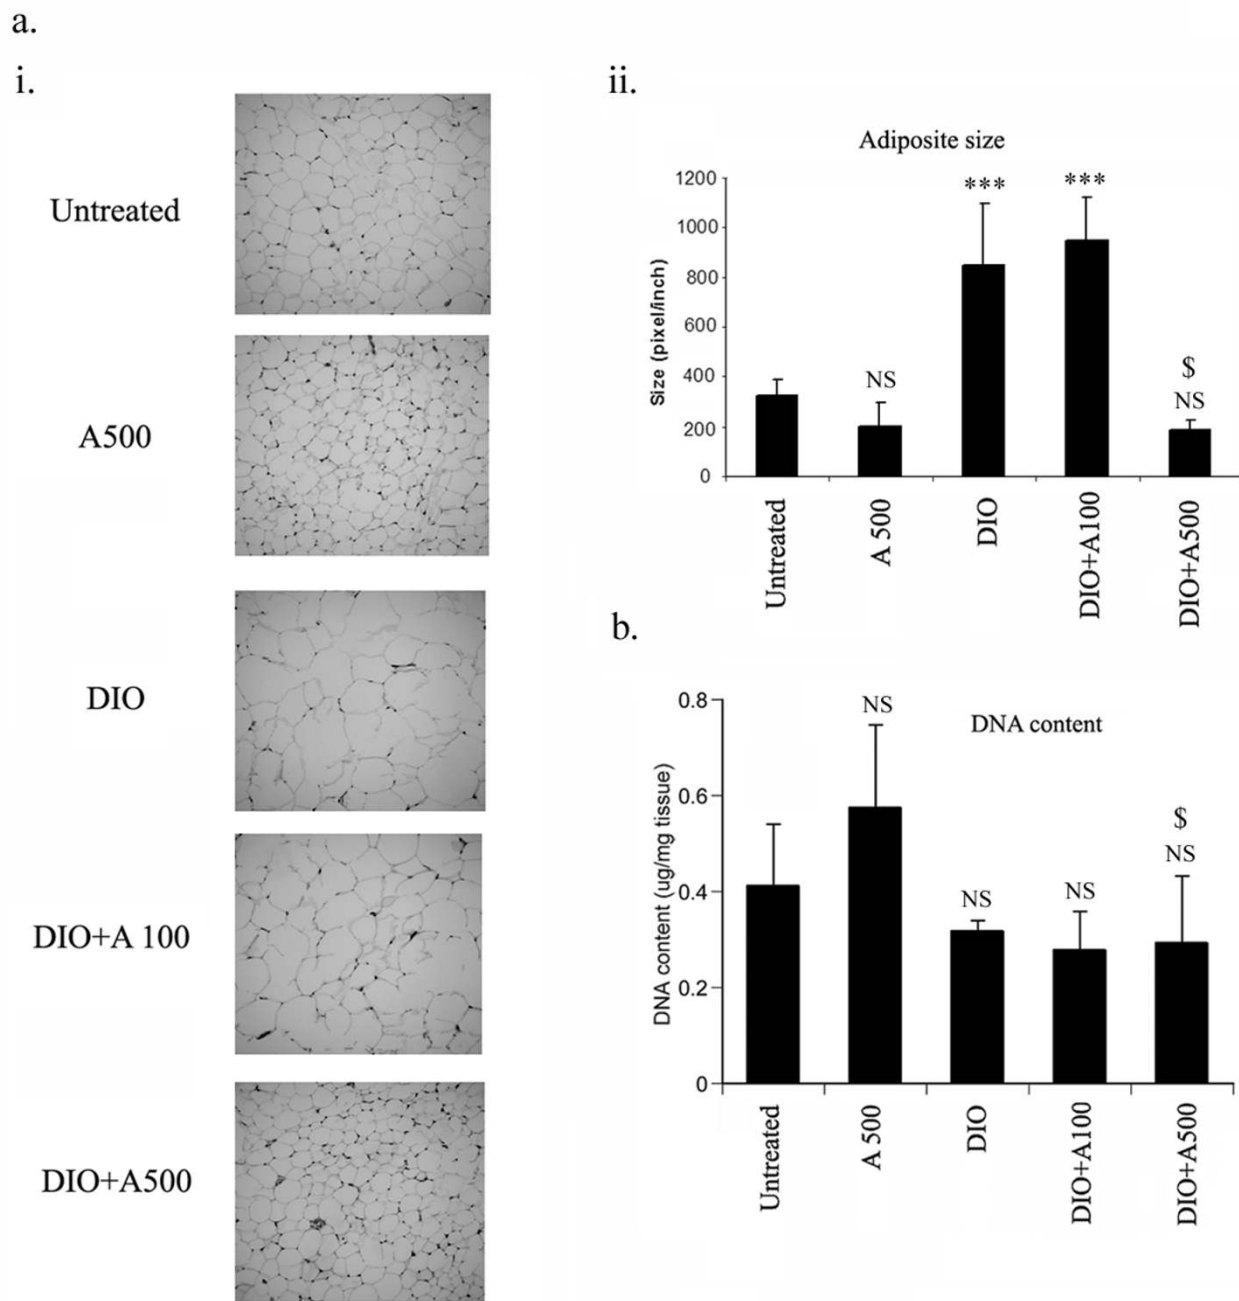 a.
i.
Untreated
A500
DIO
DIO+A 100
DIO+A500
ii.
Adiposite size
Size (pixel/inch)
1200
1000
800
600
400
200
0
NS
***
***
$
NS
Untreated
A 500
DIO
DIO+A100
DIO+A500
b.
DNA content
DNA content (ug/mg tissue)
0.8
0.6
0.4
0.2
0
NS
NS
NS
$
NS
Untreated
A 500
DIO
DIO+A100
DIO+A500